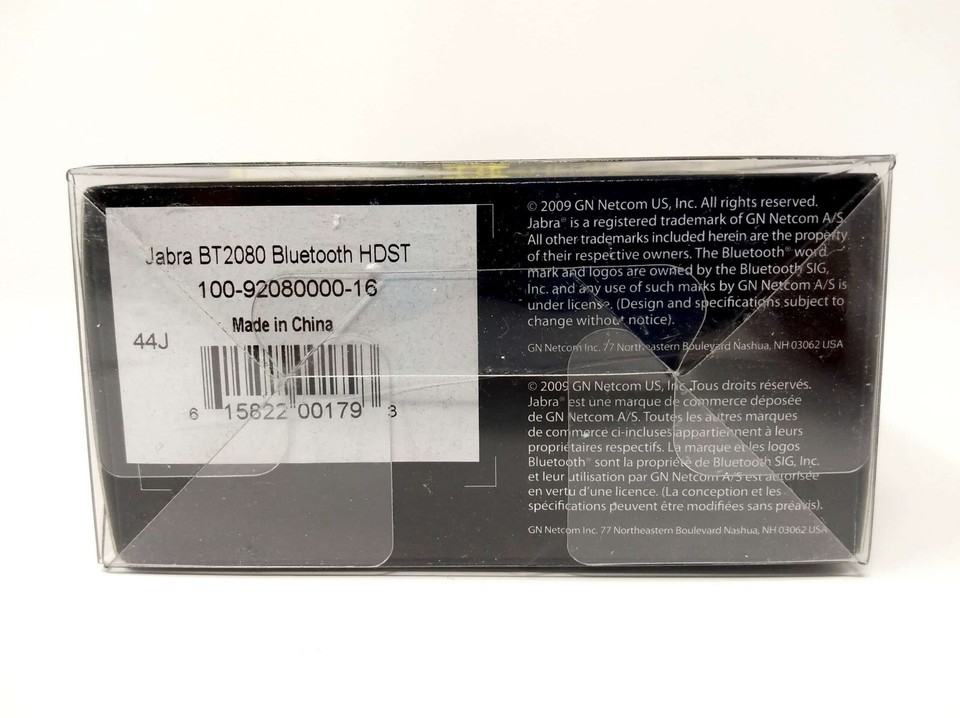 Jabra BT2080 Bluetooth HDST
100-92080000-16
Made in China
44J
6 15822 00179 3
© 2009 GN Netcom US, Inc. All rights reserved.
Jabra® is a registered trademark of GN Netcom A/S.
All other trademarks included herein are the property
of their respective owners. The Bluetooth® word
mark and logos are owned by the Bluetooth SIG,
Inc. and any use of such marks by GN Netcom A/S is
under license. (Design and specifications subject to
change without notice).
GN Netcom Inc. 77 Northeastern Boulevard Nashua, NH 03062 USA
© 2009 GN Netcom US, Inc. Tous droits réservés.
Jabra® est une marque de commerce déposée
de GN Netcom A/S. Toutes les autres marques
de commerce ci-incluses appartiennent à leurs
propriétaires respectifs. La marque et les logos
Bluetooth® sont la propriété de Bluetooth SIG, Inc.
et leur utilisation par GN Netcom A/S est autorisée
en vertu d'une licence. (La conception et les
spécifications peuvent être modifiées sans préavis).
GN Netcom Inc. 77 Northeastern Boulevard Nashua, NH 03062 USA